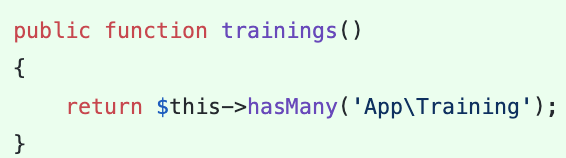 public function trainings()
{
    return $this->hasMany('App\Training');
}